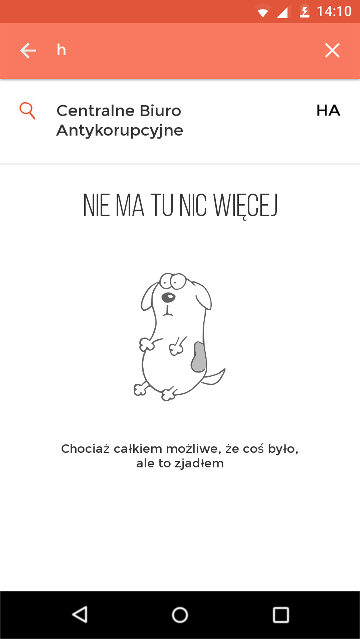 14:10
h
Centralne Biuro HA
Antykorupcyjne
NIE MA TU NIC WIĘCEJ
Chociaż całkiem możliwe, że coś było,
ale to zjadłem